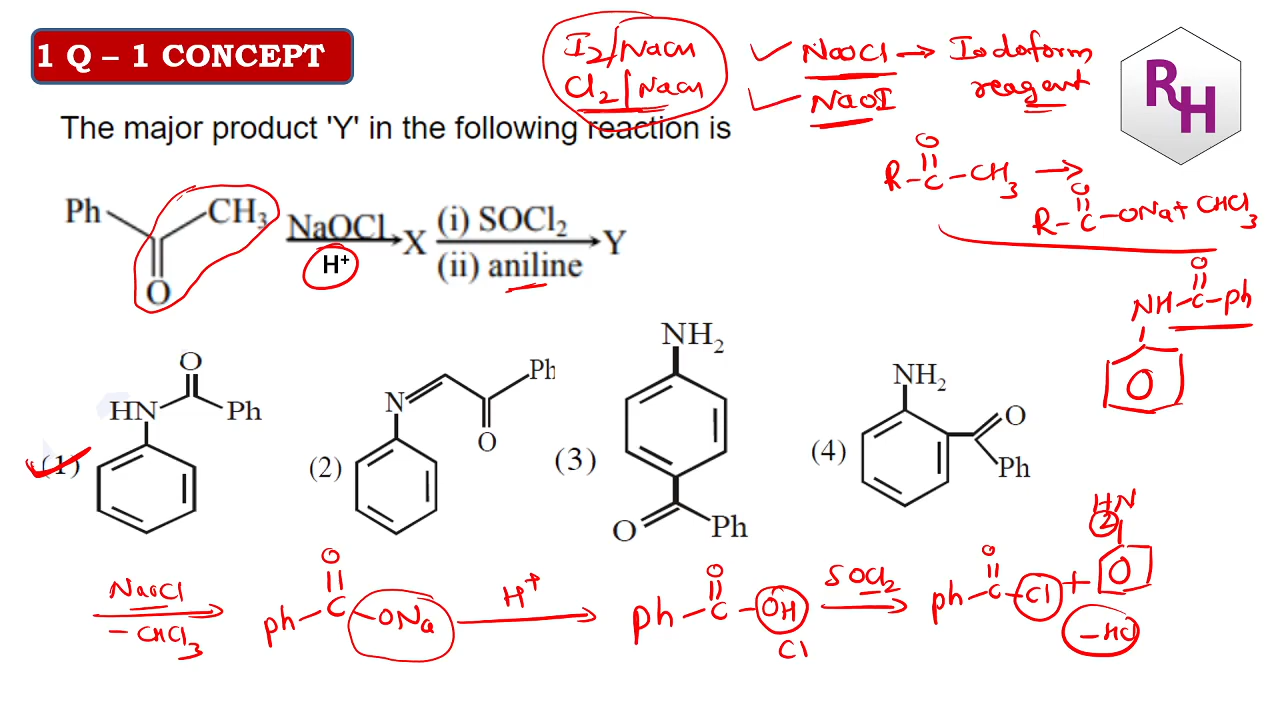 1 Q – 1 CONCEPT
I2/NaOH
Cl2/NaOH
NaOCl → Iodoform
reagent
NaOI
RH
The major product 'Y' in the following reaction is
O
R–C–CH3 →
O
R–C–ONa + CHCl3
Ph CH3 NaOCl X (i) SOCl2 Y
H+ (ii) aniline
O
O
NH–C–Ph
O
(1) O HN Ph
(2) N Ph O
(3) NH2 O Ph
(4) NH2 O Ph
NaOCl
– CHCl3
O
Ph–C–ONa
H+
O
Ph–C–OH
Cl
SOCl2
O
Ph–C–Cl +
H2N
O
–HCl